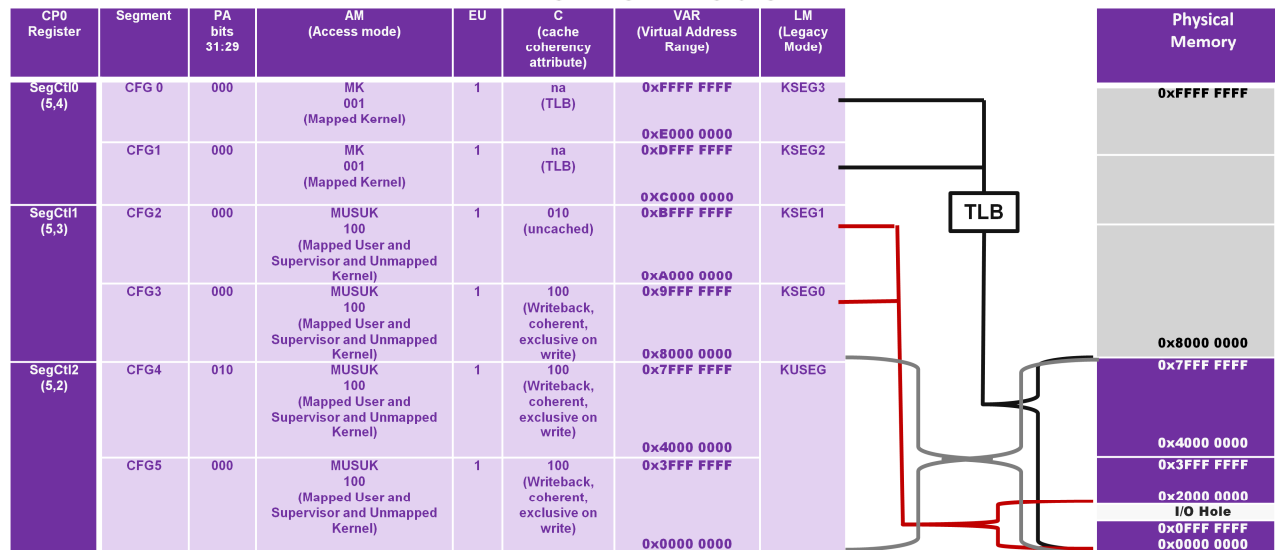 CP0
Register
Segment
PA
bits
31:29
AM
(Access mode)
EU
C
(cache
coherency
attribute)
VAR
(Virtual Address
Range)
LM
(Legacy
Mode)
Physical
Memory
SegCtl0
(5,4)
CFG 0
000
MK
001
(Mapped Kernel)
1
na
(TLB)
0xFFFF FFFF
0xE000 0000
KSEG3
CFG1
000
MK
001
(Mapped Kernel)
1
na
(TLB)
0xDFFF FFFF
0XC000 0000
KSEG2
SegCtl1
(5,3)
CFG2
000
MUSUK
100
(Mapped User and
Supervisor and Unmapped
Kernel)
1
010
(uncached)
0xBFFF FFFF
0xA000 0000
KSEG1
CFG3
000
MUSUK
100
(Mapped User and
Supervisor and Unmapped
Kernel)
1
100
(Writeback,
coherent,
exclusive on
write)
0x9FFF FFFF
0x8000 0000
KSEG0
SegCtl2
(5,2)
CFG4
010
MUSUK
100
(Mapped User and
Supervisor and Unmapped
Kernel)
1
100
(Writeback,
coherent,
exclusive on
write)
0x7FFF FFFF
0x4000 0000
KUSEG
CFG5
000
MUSUK
100
(Mapped User and
Supervisor and Unmapped
Kernel)
1
100
(Writeback,
coherent,
exclusive on
write)
0x3FFF FFFF
0x0000 0000
TLB
0xFFFF FFFF
0x8000 0000
0x7FFF FFFF
0x4000 0000
0x3FFF FFFF
0x2000 0000
I/O Hole
0x0FFF FFFF
0x0000 0000